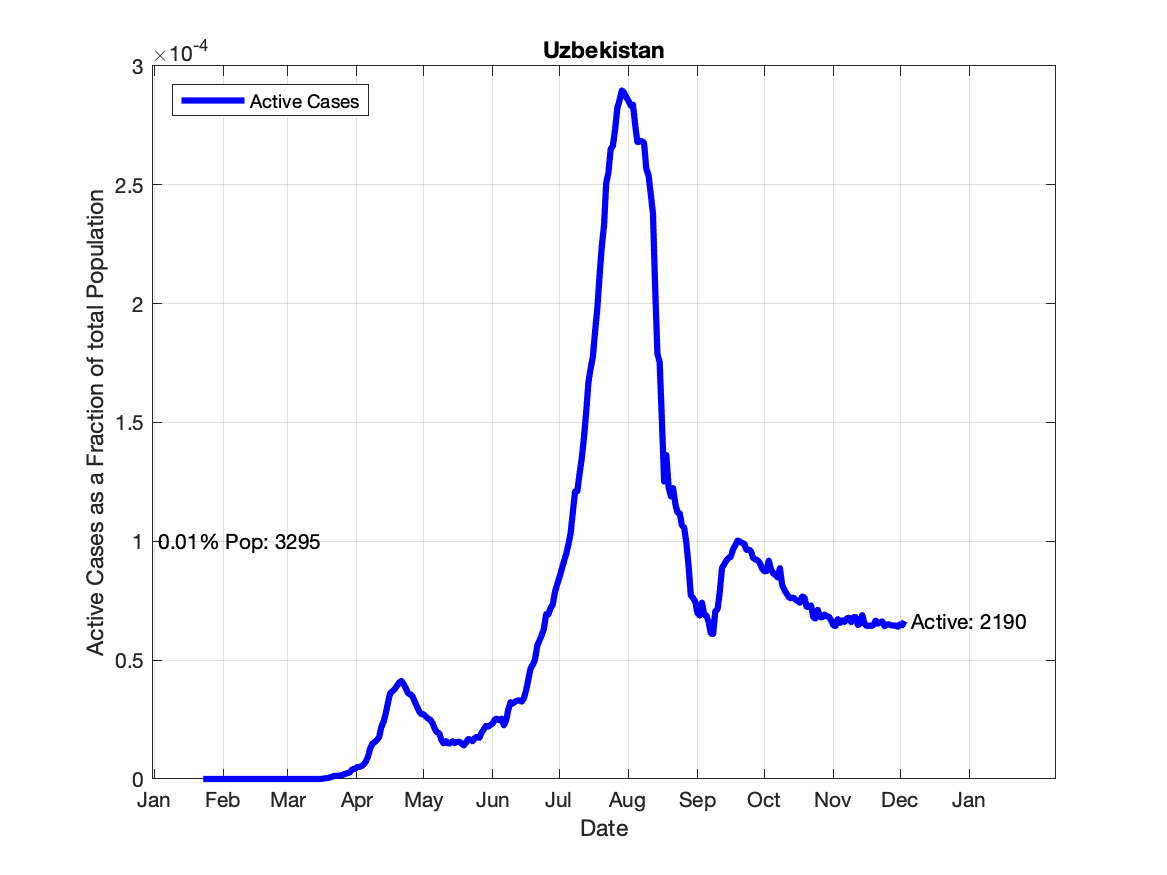 Uzbekistan
×10⁻⁴
3
2.5
2
1.5
1
0.5
0
Active Cases
0.01% Pop: 3295
Active: 2190
Active Cases as a Fraction of total Population
Jan Feb Mar Apr May Jun Jul Aug Sep Oct Nov Dec Jan
Date